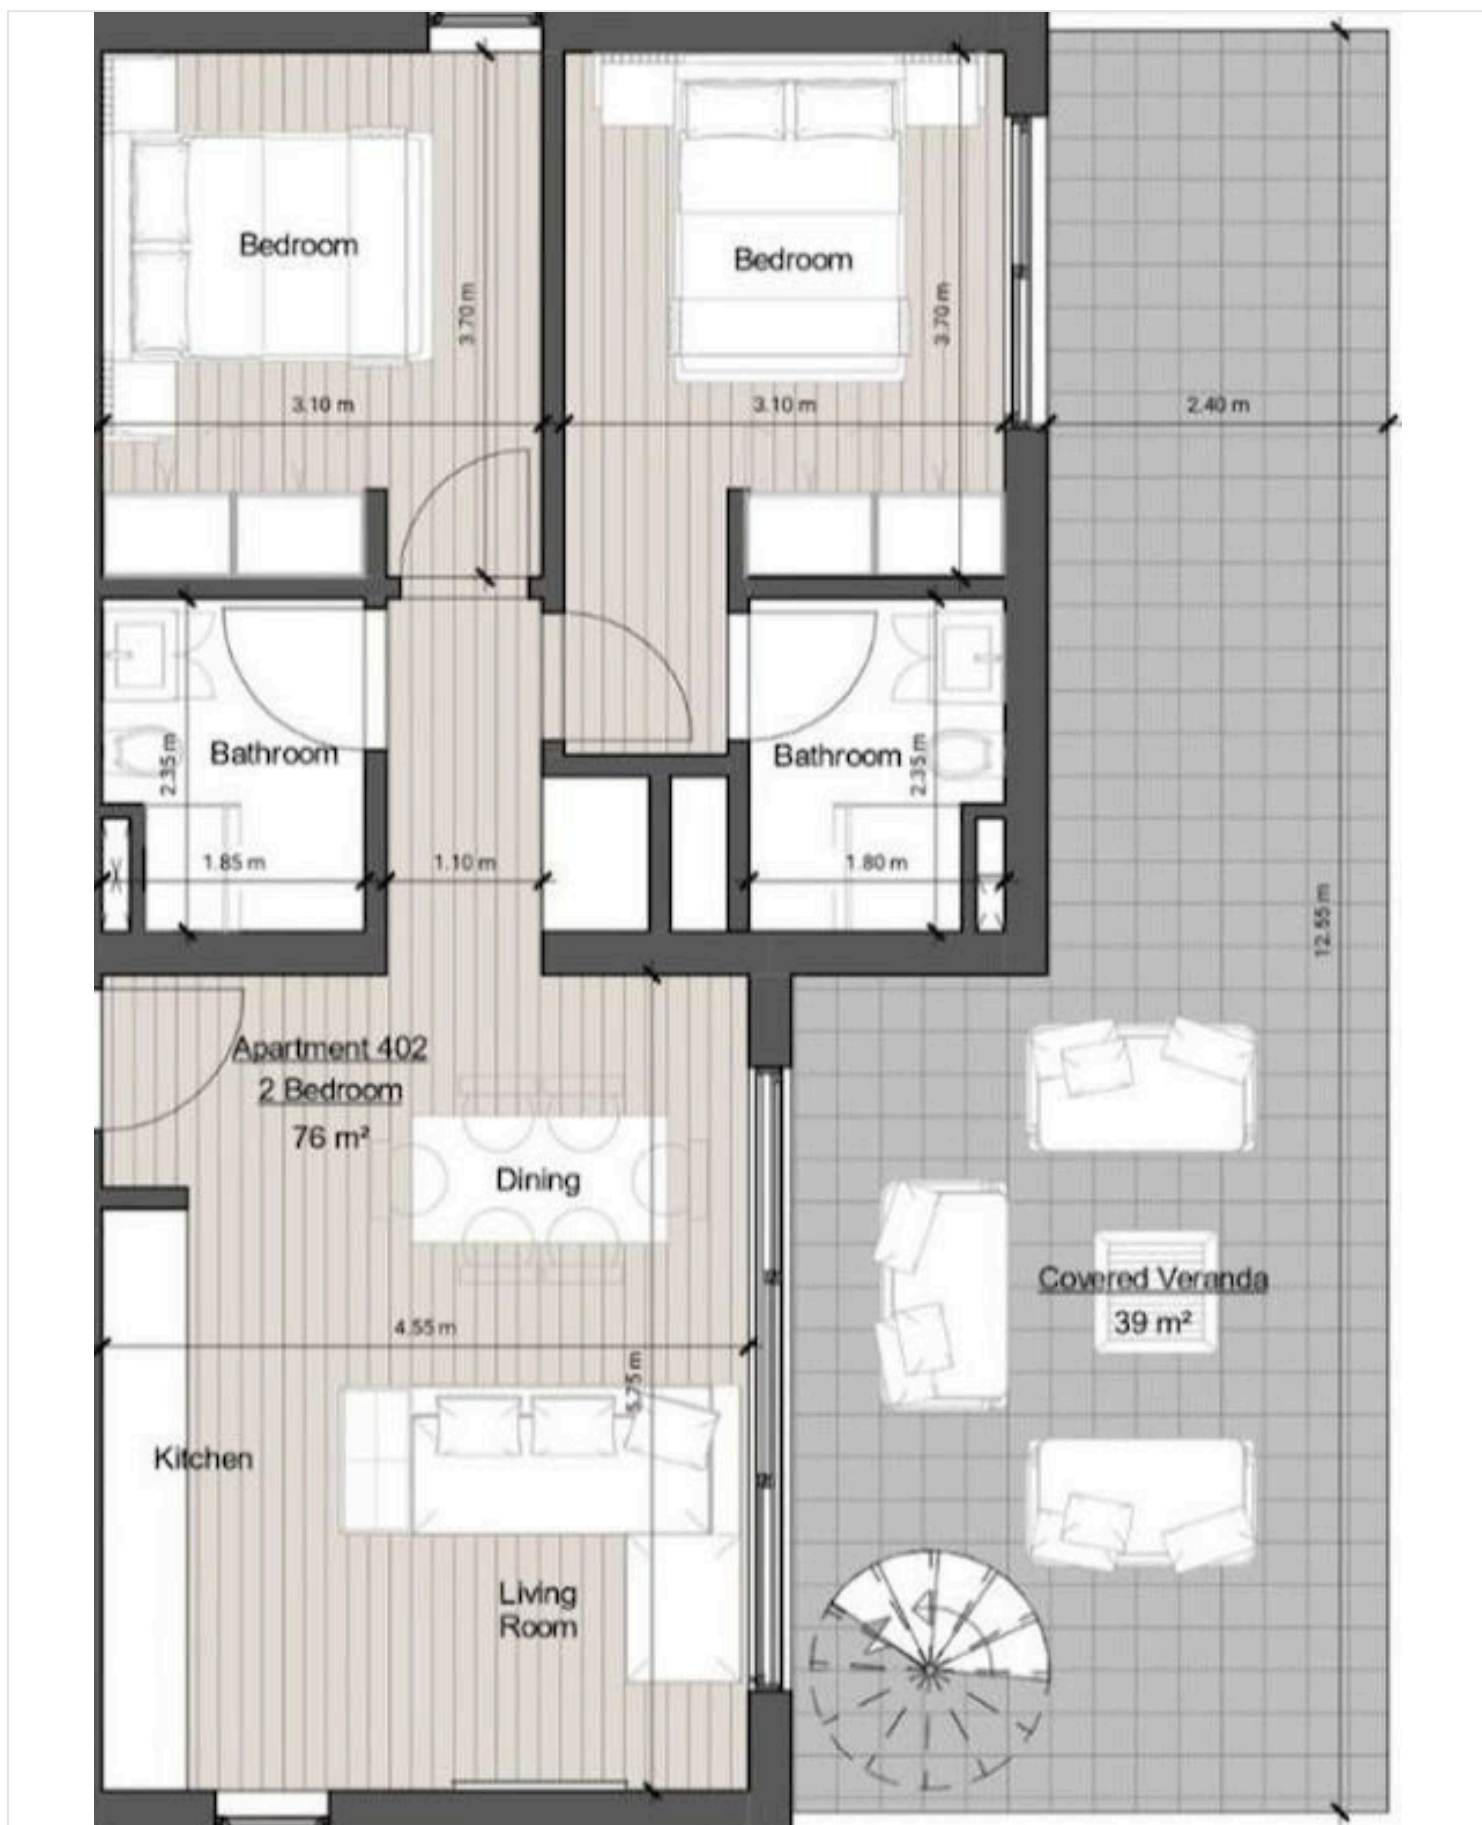 Bedroom
Bedroom
3.70 m
3.70 m
3.10 m
3.10 m
2.40 m
Bathroom
2.35 m
Bathroom
2.35 m
1.85 m
1.10 m
1.80 m
12.55 m
Apartment 402
2 Bedroom
76 m²
Dining
Covered Veranda
39 m²
4.55 m
5.75 m
Kitchen
Living
Room